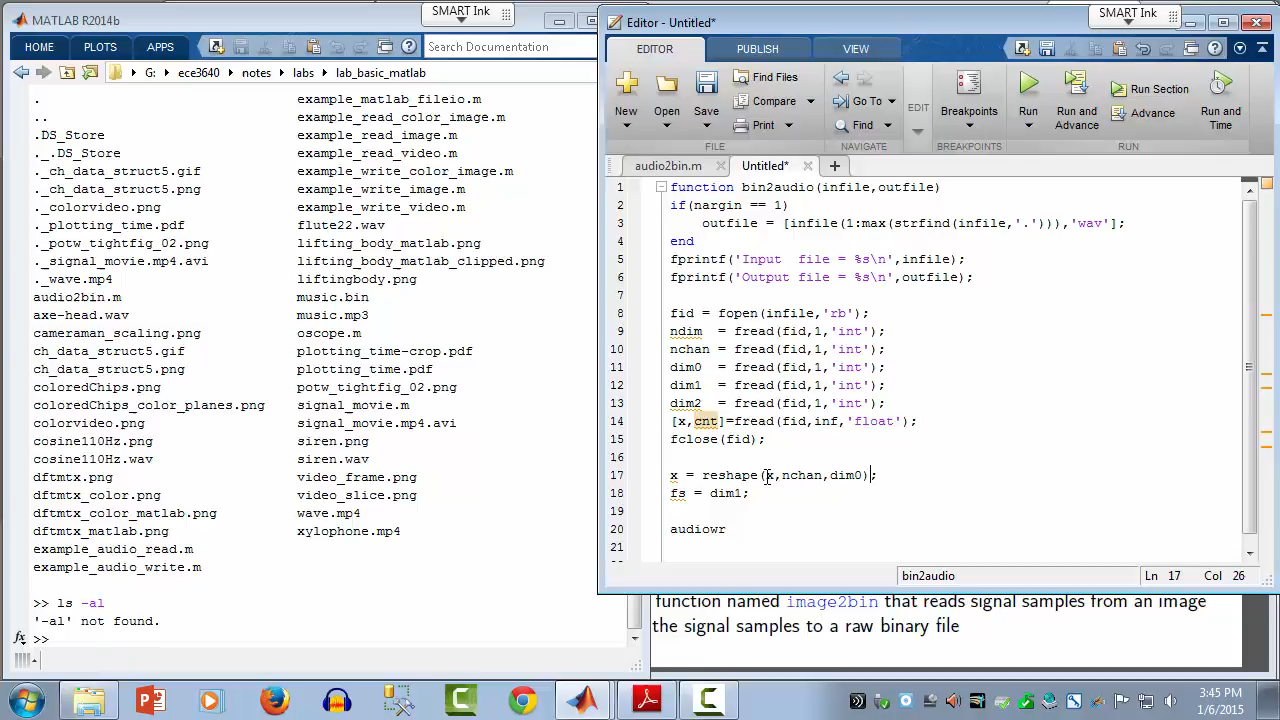 MATLAB R2014b
SMART Ink
HOME PLOTS APPS
Search Documentation
G: ece3640 notes labs lab_basic_matlab
. example_matlab_fileio.m
.. example_read_color_image.m
.DS_Store example_read_image.m
._.DS_Store example_read_video.m
._ch_data_struct5.gif example_write_color_image.m
._ch_data_struct5.png example_write_image.m
._colorvideo.png example_write_video.m
._plotting_time.pdf flute22.wav
._potw_tightfig_02.png lifting_body_matlab.png
._signal_movie.mp4.avi lifting_body_matlab_clipped.png
._wave.mp4 liftingbody.png
audio2bin.m music.bin
axe-head.wav music.mp3
cameraman_scaling.png oscope.m
ch_data_struct5.gif plotting_time-crop.pdf
ch_data_struct5.png plotting_time.pdf
coloredChips.png potw_tightfig_02.png
coloredChips_color_planes.png signal_movie.m
colorvideo.png signal_movie.mp4.avi
cosine110Hz.png siren.png
cosine110Hz.wav siren.wav
dftmtx.png video_frame.png
dftmtx_color.png video_slice.png
dftmtx_color_matlab.png wave.mp4
dftmtx_matlab.png xylophone.mp4
example_audio_read.m
example_audio_write.m
>> ls -al
'-al' not found.
fx >>
Editor - Untitled*
SMART Ink
EDITOR PUBLISH VIEW
New Open Save
Find Files
Compare
Print
FILE
Go To
Find
NAVIGATE
EDIT
Breakpoints
BREAKPOINTS
Run
Run and Advance
Run Section
Advance
Run and Time
RUN
audio2bin.m Untitled*
1 function bin2audio(infile,outfile)
2 if(nargin == 1)
3 outfile = [infile(1:max(strfind(infile,'.'))),'wav'];
4 end
5 fprintf('Input  file = %s\n',infile);
6 fprintf('Output file = %s\n',outfile);
7
8 fid = fopen(infile,'rb');
9 ndim  = fread(fid,1,'int');
10 nchan = fread(fid,1,'int');
11 dim0  = fread(fid,1,'int');
12 dim1  = fread(fid,1,'int');
13 dim2  = fread(fid,1,'int');
14 [x,cnt]=fread(fid,inf,'float');
15 fclose(fid);
16
17 x = reshape(x,nchan,dim0);
18 fs = dim1;
19
20 audiowr
21
bin2audio Ln 17 Col 26
function named image2bin that reads signal samples from an image
the signal samples to a raw binary file
3:45 PM
1/6/2015